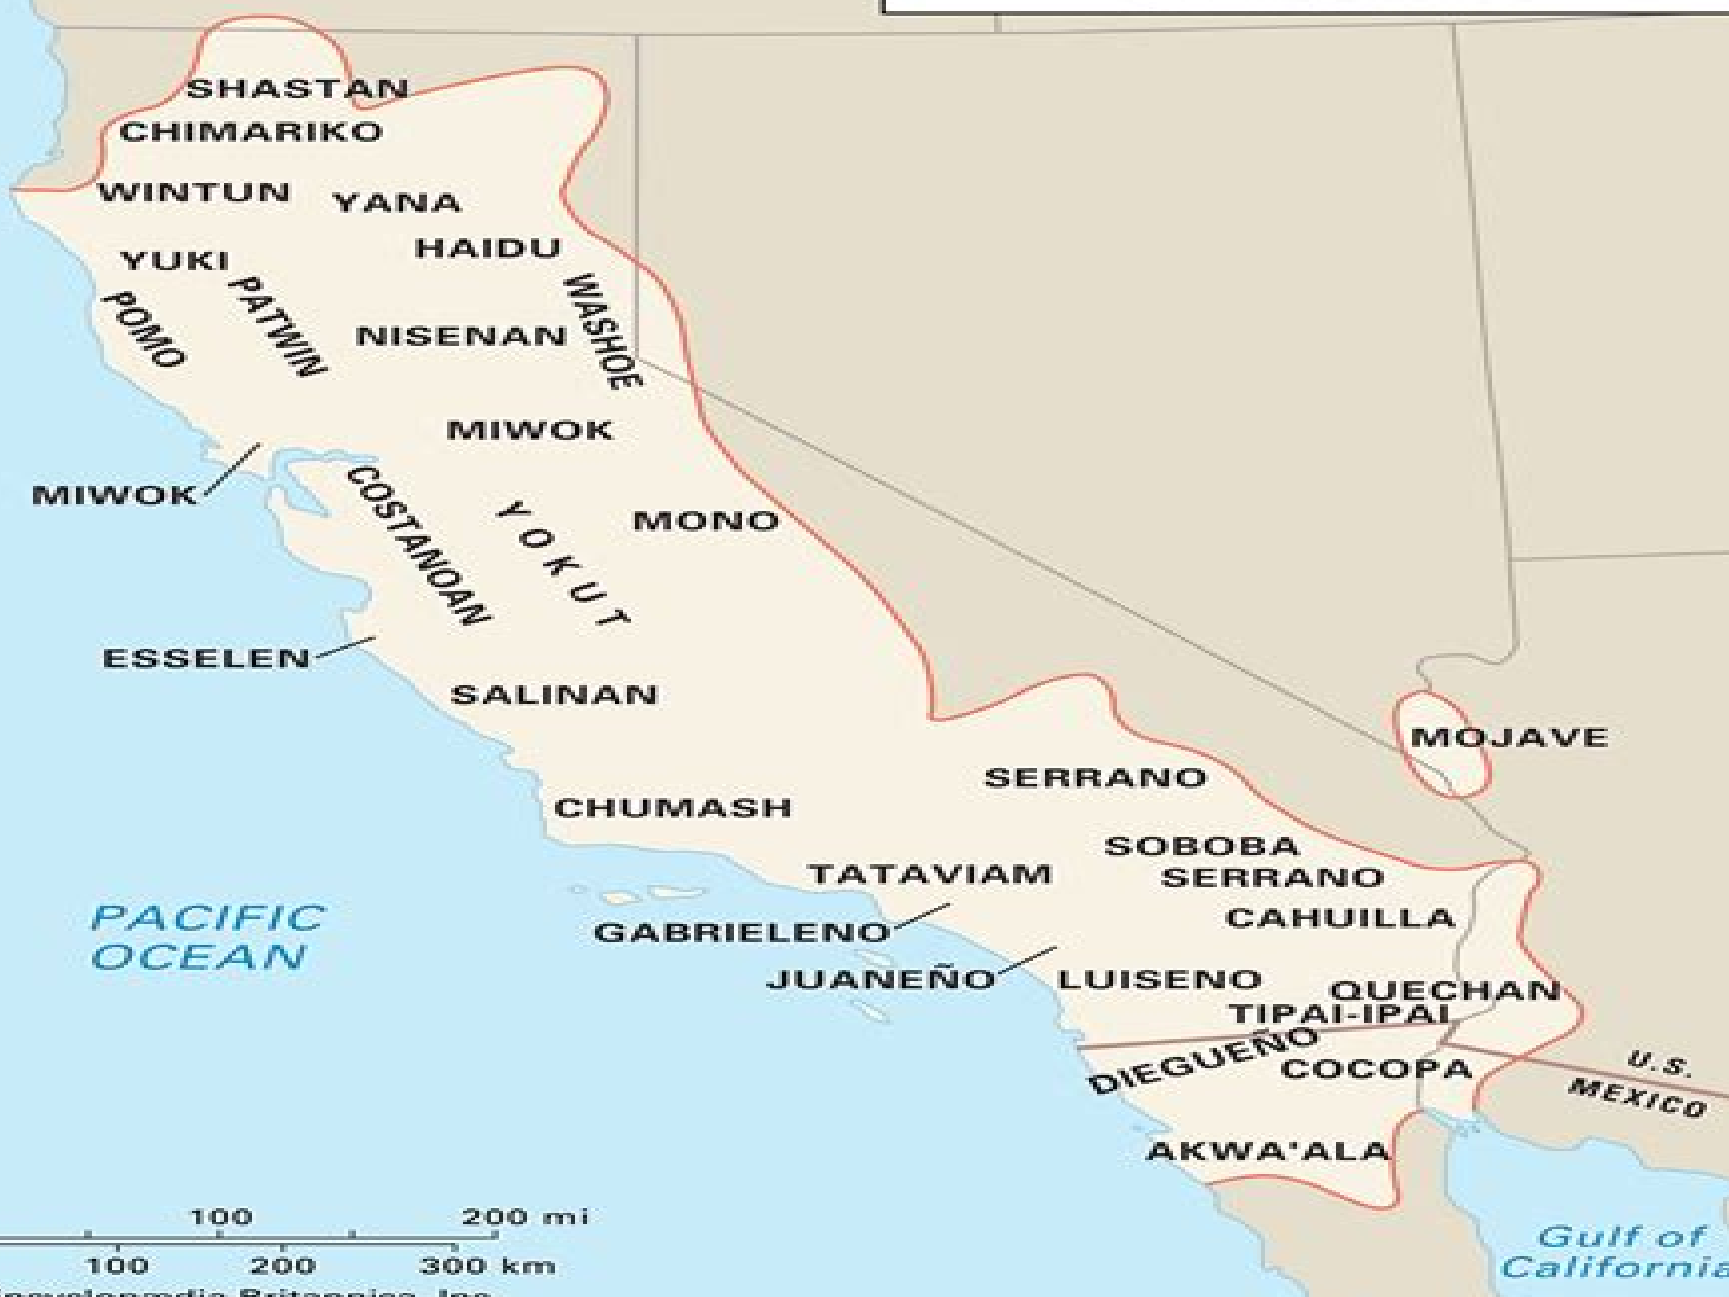 SHASTAN
CHIMARIKO
WINTUN
YANA
HAIDU
YUKI
PATWIN
POMO
WASHOE
NISENAN
MIWOK
MIWOK
COSTANOAN
YOKUT
MONO
ESSELEN
SALINAN
MOJAVE
SERRANO
CHUMASH
SOBOBA
SERRANO
TATAVIAM
CAHUILLA
GABRIELENO
PACIFIC
OCEAN
JUANEÑO
LUISENO
QUECHAN
TIPAI-IPAI
DIEGUEÑO
COCOPA
U.S.
MEXICO
AKWA'ALA
100 200 mi
100 200 300 km
Gulf of
California
Britannica, Inc.